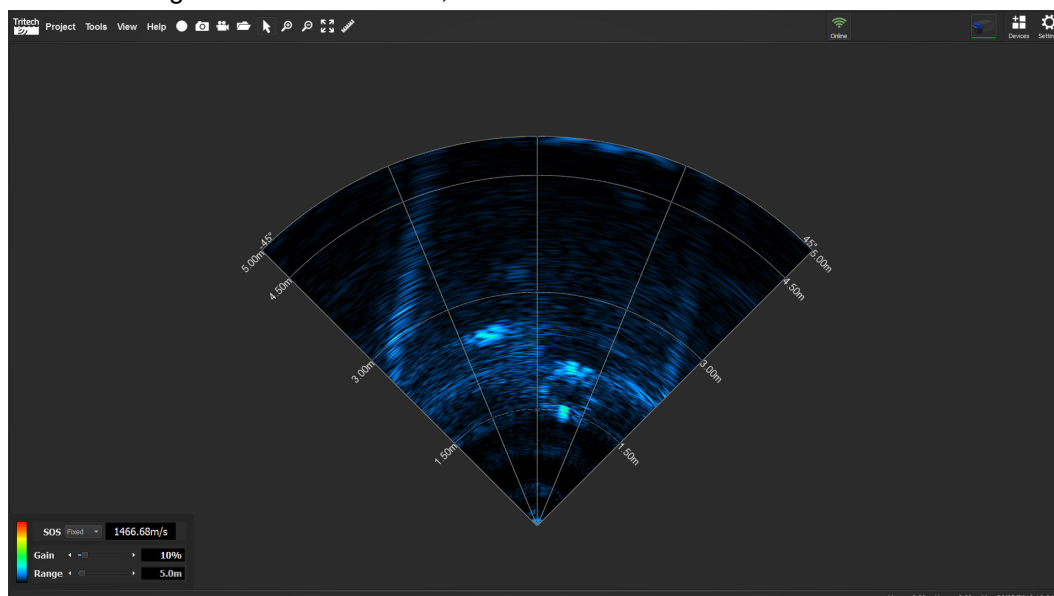 Tritech Project Tools View Help
Online
Devices
-45°
45°
5.00m
5.00m
4.50m
4.50m
3.00m
3.00m
1.50m
1.50m
SOS Fixed 1466.68m/s
Gain 10%
Range 5.0m